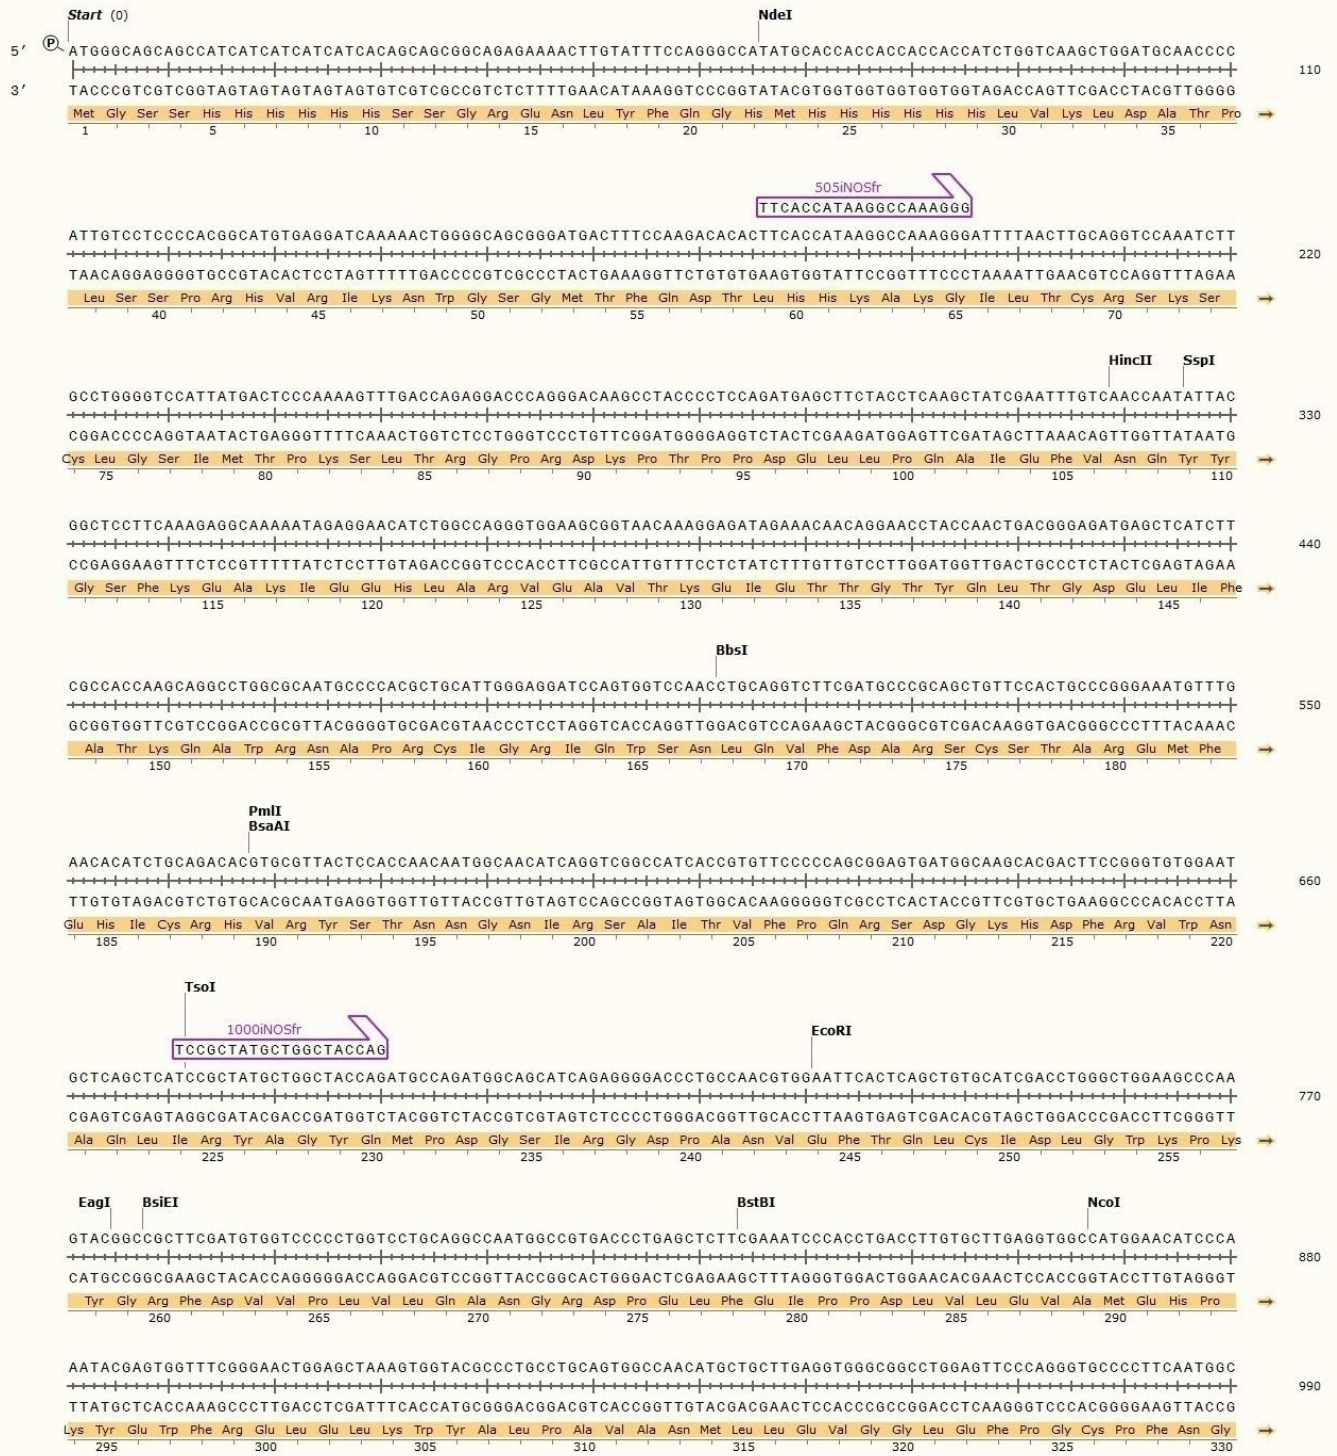 Start (0)
NdeI
5′ P ATGGGCAGCAGCCATCATCATCATCATCACAGCAGCGGCAGAGAAAACTTGTATTTCCAGGGCCATATGCACCACCACCACCACCATCTGGTCAAGCTGGATGCAACCCC
110
3′ TACCCGTCGTCGGTAGTAGTAGTAGTAGTGTCGTCGCCGTCTCTTTTGAACATAAAGGTCCCGGTATACGTGGTGGTGGTGGTGGTAGACCAGTTCGACCTACGTTGGGG
Met Gly Ser Ser His His His His His His Ser Ser Gly Arg Glu Asn Leu Tyr Phe Gln Gly His Met His His His His His His Leu Val Lys Leu Asp Ala Thr Pro
1 5 10 15 20 25 30 35
505iNOSfr
TTCACCATAAGGCCAAAGGG
ATTGTCCTCCCCACGGCATGTGAGGATCAAAAACTGGGGCAGCGGGATGACTTTCCAAGACACACTTCACCATAAGGCCAAAGGGATTTTAACTTGCAGGTCCAAATCTT
220
TAACAGGAGGGGTGCCGTACACTCCTAGTTTTTGACCCCGTCGCCCTACTGAAAGGTTCTGTGTGAAGTGGTATTCCGGTTTCCCTAAAATTGAACGTCCAGGTTTAGAA
Leu Ser Ser Pro Arg His Val Arg Ile Lys Asn Trp Gly Ser Gly Met Thr Phe Gln Asp Thr Leu His His Lys Ala Lys Gly Ile Leu Thr Cys Arg Ser Lys Ser
40 45 50 55 60 65 70
HincII SspI
GCCTGGGGTCCATTATGACTCCCAAAAGTTTGACCAGAGGACCCAGGGACAAGCCTACCCCTCCAGATGAGCTTCTACCTCAAGCTATCGAATTTGTCAACCAATATTAC
330
CGGACCCCAGGTAATACTGAGGGTTTTCAAACTGGTCTCCTGGGTCCCTGTTCGGATGGGGAGGTCTACTCGAAGATGGAGTTCGATAGCTTAAACAGTTGGTTATAATG
Cys Leu Gly Ser Ile Met Thr Pro Lys Ser Leu Thr Arg Gly Pro Arg Asp Lys Pro Thr Pro Pro Asp Glu Leu Leu Pro Gln Ala Ile Glu Phe Val Asn Gln Tyr Tyr
75 80 85 90 95 100 105 110
GGCTCCTTCAAAGAGGCAAAAATAGAGGAACATCTGGCCAGGGTGGAAGCGGTAACAAAGGAGATAGAAACAACAGGAACCTACCAACTGACGGGAGATGAGCTCATCTT
440
CCGAGGAAGTTTCTCCGTTTTTATCTCCTTGTAGACCGGTCCCACCTTCGCCATTGTTTCCTCTATCTTTGTTGTCCTTGGATGGTTGACTGCCCTCTACTCGAGTAGAA
Gly Ser Phe Lys Glu Ala Lys Ile Glu Glu His Leu Ala Arg Val Glu Ala Val Thr Lys Glu Ile Glu Thr Thr Gly Thr Tyr Gln Leu Thr Gly Asp Glu Leu Ile Phe
115 120 125 130 135 140 145
BbsI
CGCCACCAAGCAGGCCTGGCGCAATGCCCCACGCTGCATTGGGAGGATCCAGTGGTCCAACCTGCAGGTCTTCGATGCCCGCAGCTGTTCCACTGCCCGGGAAATGTTTG
550
GCGGTGGTTCGTCCGGACCGCGTTACGGGGTGCGACGTAACCCTCCTAGGTCACCAGGTTGGACGTCCAGAAGCTACGGGCGTCGACAAGGTGACGGGCCCTTTACAAAC
Ala Thr Lys Gln Ala Trp Arg Asn Ala Pro Arg Cys Ile Gly Arg Ile Gln Trp Ser Asn Leu Gln Val Phe Asp Ala Arg Ser Cys Ser Thr Ala Arg Glu Met Phe
150 155 160 165 170 175 180
PmlI
BsaAI
AACACATCTGCAGACACGTGCGTTACTCCACCAACAATGGCAACATCAGGTCGGCCATCACCGTGTTCCCCCAGCGGAGTGATGGCAAGCACGACTTCCGGGTGTGGAAT
660
TTGTGTAGACGTCTGTGCACGCAATGAGGTGGTTGTTACCGTTGTAGTCCAGCCGGTAGTGGCACAAGGGGGTCGCCTCACTACCGTTCGTGCTGAAGGCCCACACCTTA
Glu His Ile Cys Arg His Val Arg Tyr Ser Thr Asn Asn Gly Asn Ile Arg Ser Ala Ile Thr Val Phe Pro Gln Arg Ser Asp Gly Lys His Asp Phe Arg Val Trp Asn
185 190 195 200 205 210 215 220
TsoI
1000iNOSfr
EcoRI
TCCGCTATGCTGGCTACCAG
GCTCAGCTCATCCGCTATGCTGGCTACCAGATGCCAGATGGCAGCATCAGAGGGGACCCTGCCAACGTGGAATTCACTCAGCTGTGCATCGACCTGGGCTGGAAGCCCAA
770
CGAGTCGAGTAGGCGATACGACCGATGGTCTACGGTCTACCGTCGTAGTCTCCCCTGGGACGGTTGCACCTTAAGTGAGTCGACACGTAGCTGGACCCGACCTTCGGGTT
Ala Gln Leu Ile Arg Tyr Ala Gly Tyr Gln Met Pro Asp Gly Ser Ile Arg Gly Asp Pro Ala Asn Val Glu Phe Thr Gln Leu Cys Ile Asp Leu Gly Trp Lys Pro Lys
225 230 235 240 245 250 255
EagI BsiEI BstBI NcoI
GTACGGCCGCTTCGATGTGGTCCCCCTGGTCCTGCAGGCCAATGGCCGTGACCCTGAGCTCTTCGAAATCCCACCTGACCTTGTGCTTGAGGTGGCCATGGAACATCCCA
880
CATGCCGGCGAAGCTACACCAGGGGGACCAGGACGTCCGGTTACCGGCACTGGGACTCGAGAAGCTTTAGGGTGGACTGGAACACGAACTCCACCGGTACCTTGTAGGGT
Tyr Gly Arg Phe Asp Val Val Pro Leu Val Leu Gln Ala Asn Gly Arg Asp Pro Glu Leu Phe Glu Ile Pro Pro Asp Leu Val Leu Glu Val Ala Met Glu His Pro
260 265 270 275 280 285 290
AATACGAGTGGTTTCGGGAACTGGAGCTAAAGTGGTACGCCCTGCCTGCAGTGGCCAACATGCTGCTTGAGGTGGGCGGCCTGGAGTTCCCAGGGTGCCCCTTCAATGGC
990
TTATGCTCACCAAAGCCCTTGACCTCGATTTCACCATGCGGGACGGACGTCACCGGTTGTACGACGAACTCCACCCGCCGGACCTCAAGGGTCCCACGGGGAAGTTACCG
Lys Tyr Glu Trp Phe Arg Glu Leu Glu Leu Lys Trp Tyr Ala Leu Pro Ala Val Ala Asn Met Leu Leu Glu Val Gly Gly Leu Glu Phe Pro Gly Cys Pro Phe Asn Gly
295 300 305 310 315 320 325 330